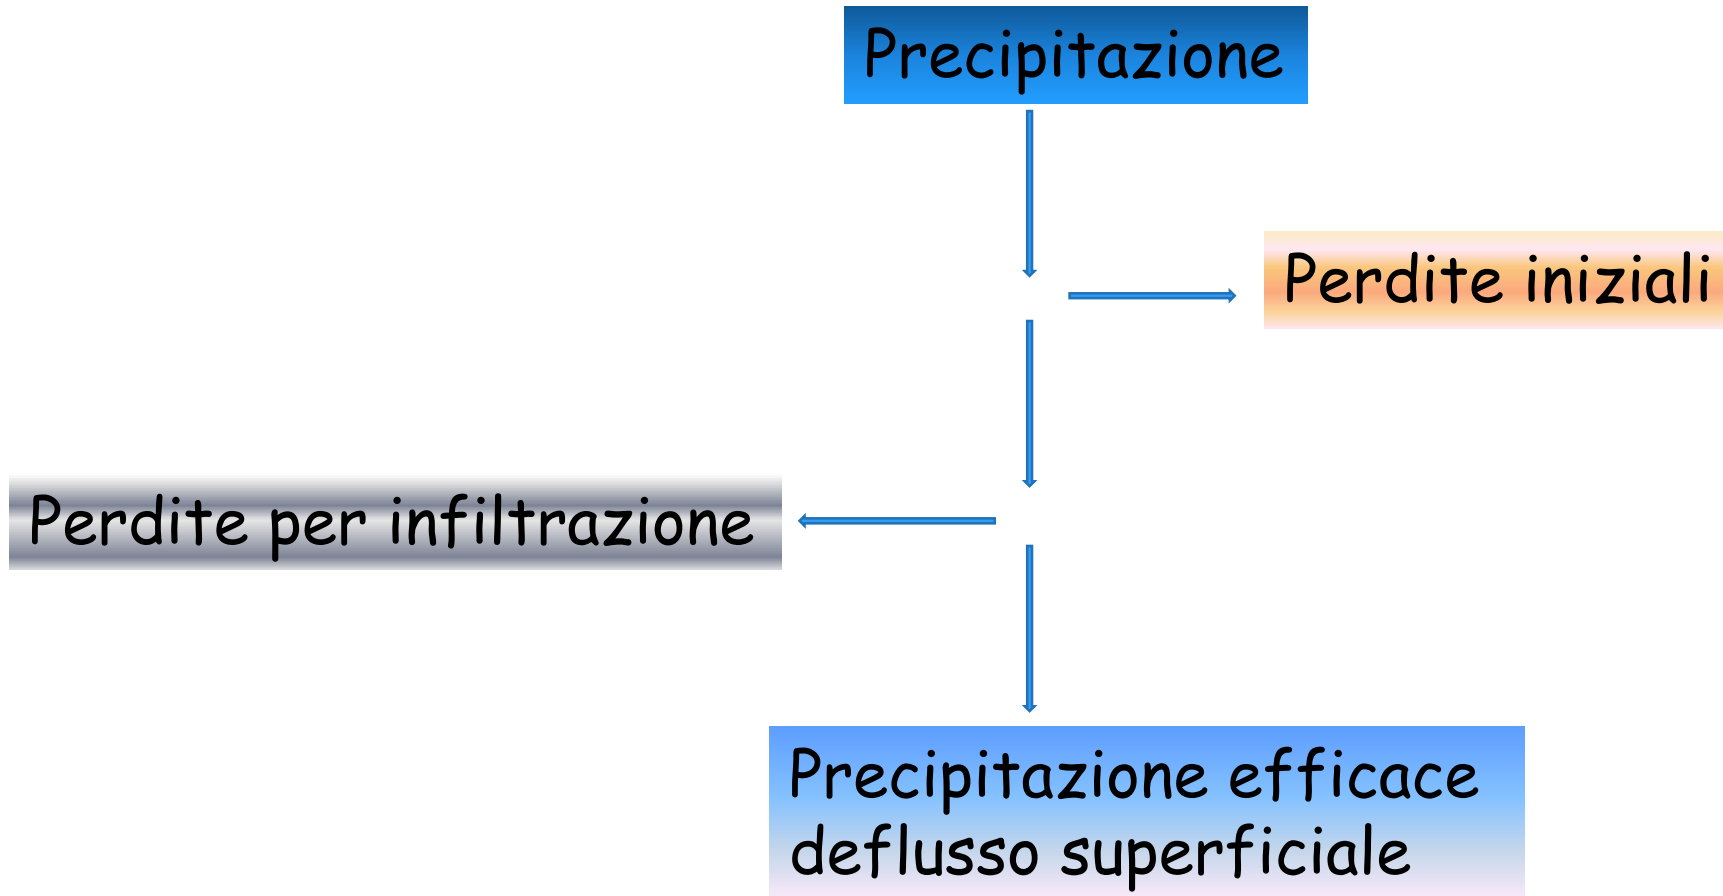 Precipitazione
Perdite iniziali
Perdite per infiltrazione
Precipitazione efficace
deflusso superficiale